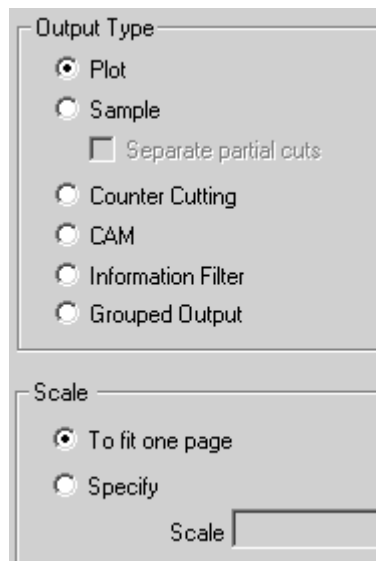 Output Type
Plot
Sample
Separate partial cuts
Counter Cutting
CAM
Information Filter
Grouped Output
Scale
To fit one page
Specify
Scale